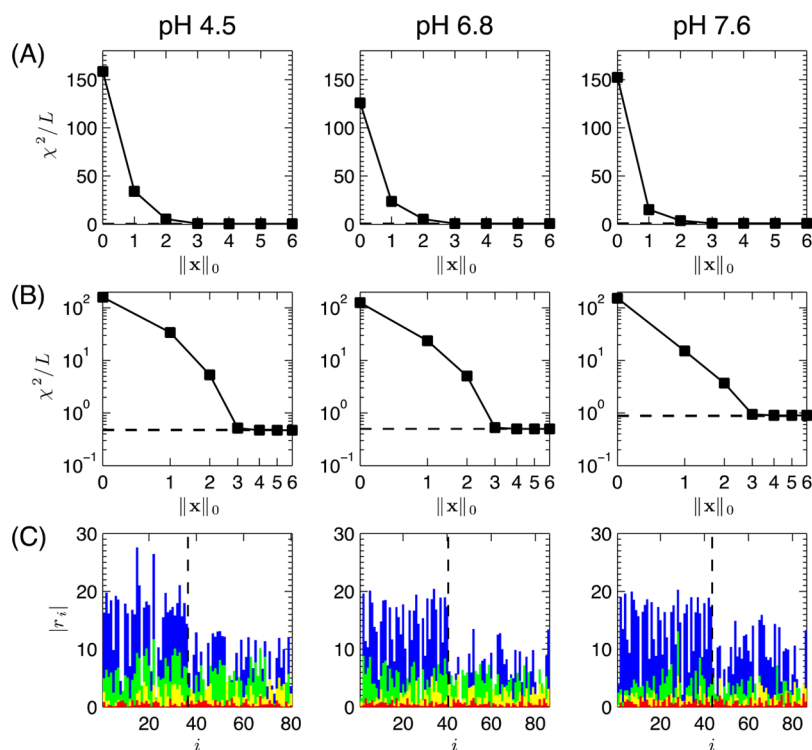 pH 4.5 pH 6.8 pH 7.6
(A)
150 150 150
100 100 100
50 50 50
0 0 0
χ²/L
0 1 2 3 4 5 6 0 1 2 3 4 5 6 0 1 2 3 4 5 6
‖x‖₀ ‖x‖₀ ‖x‖₀
(B)
10² 10² 10²
10¹ 10¹ 10¹
10⁰ 10⁰ 10⁰
10⁻¹ 10⁻¹ 10⁻¹
χ²/L
0 1 2 3 4 5 6 0 1 2 3 4 5 6 0 1 2 3 4 5 6
‖x‖₀ ‖x‖₀ ‖x‖₀
(C)
30 30 30
20 20 20
10 10 10
0 0 0
|rᵢ|
20 40 60 80 20 40 60 80 20 40 60 80
i i i